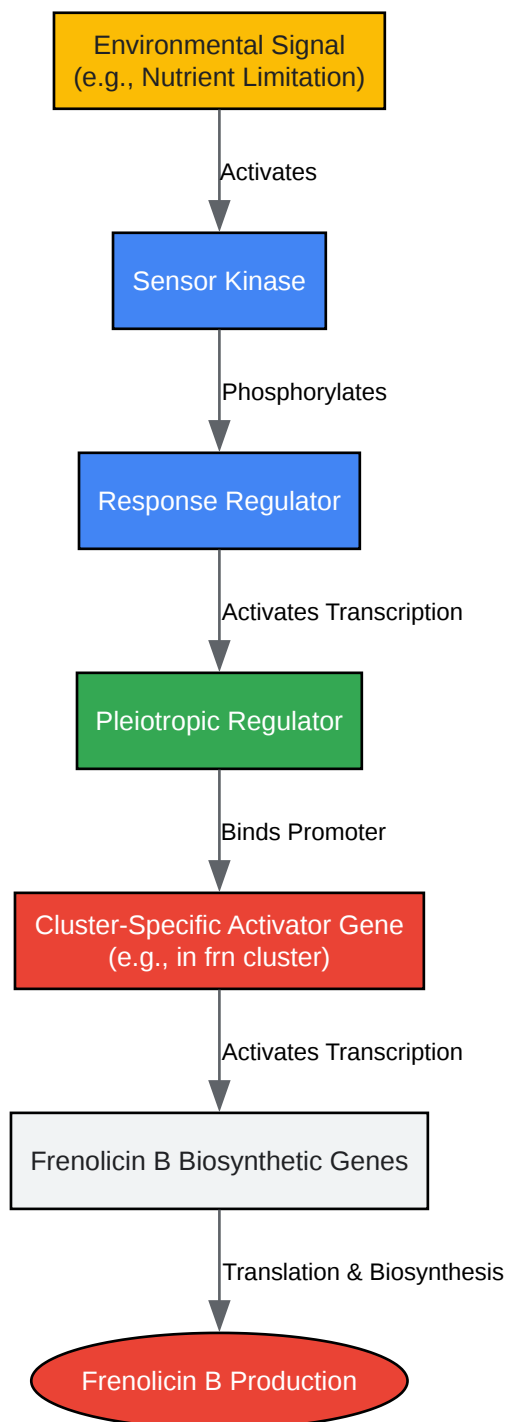 Environmental Signal
(e.g., Nutrient Limitation)
Activates
Sensor Kinase
Phosphorylates
Response Regulator
Activates Transcription
Pleiotropic Regulator
Binds Promoter
Cluster-Specific Activator Gene
(e.g., in frn cluster)
Activates Transcription
Frenolicin B Biosynthetic Genes
Translation & Biosynthesis
Frenolicin B Production